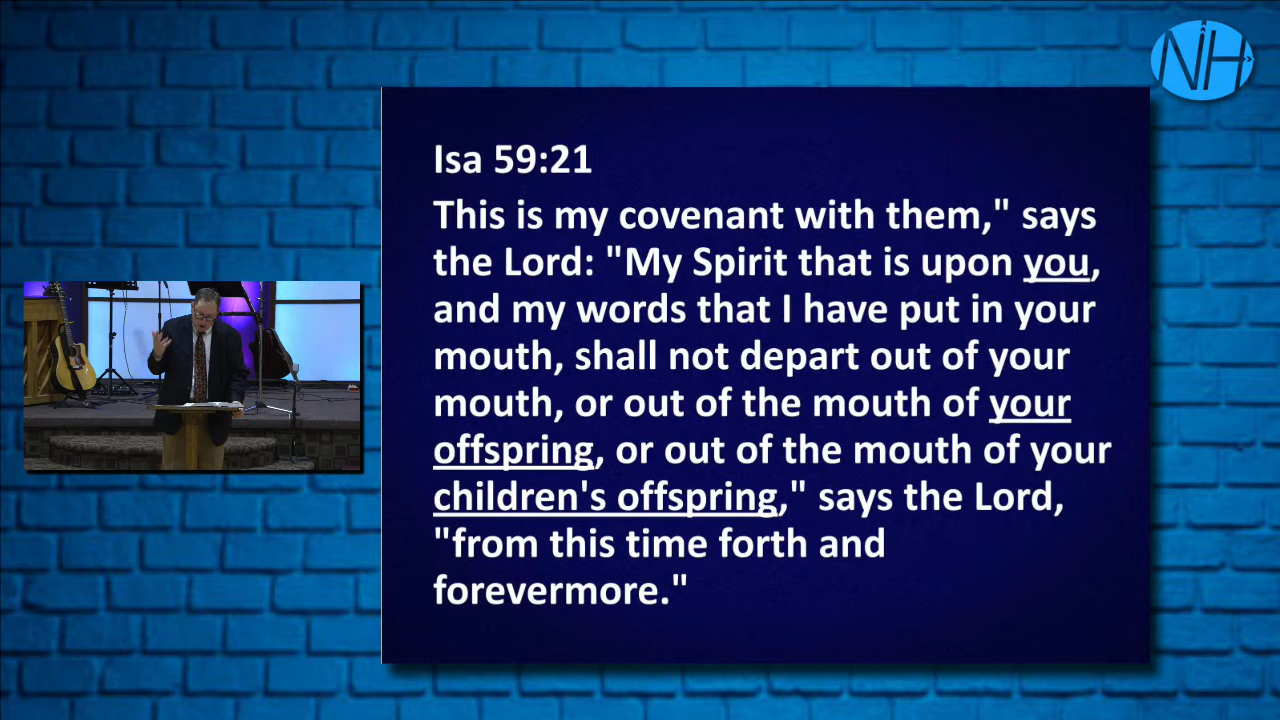 NH
Isa 59:21
This is my covenant with them," says
the Lord: "My Spirit that is upon you,
and my words that I have put in your
mouth, shall not depart out of your
mouth, or out of the mouth of your
offspring, or out of the mouth of your
children's offspring," says the Lord,
"from this time forth and
forevermore."